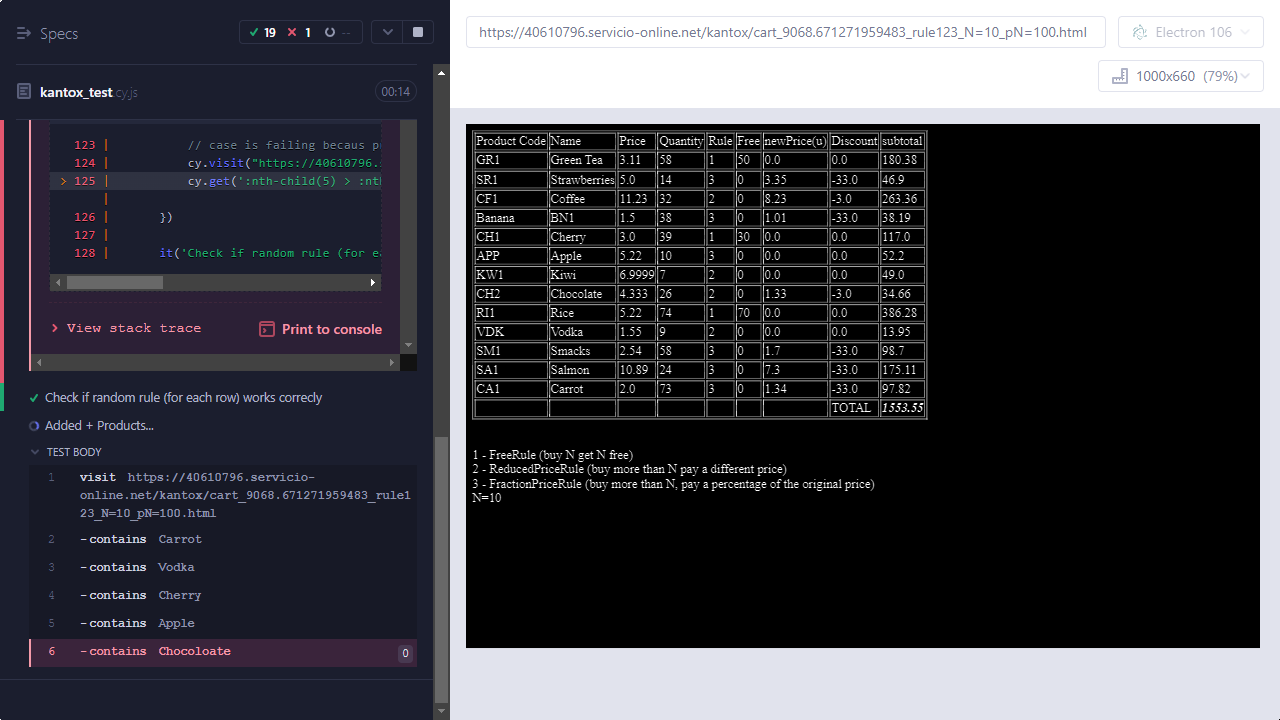 Specs
19
1
--
kantox_test.cy.js
00:14
123 | // case is failing becaus p
124 | cy.visit("https://40610796.s
> 125 | cy.get(':nth-child(5) > :nth
|
126 | })
127 |
128 | it('Check if random rule (for ea
> View stack trace
Print to console
Check if random rule (for each row) works correcly
Added + Products...
TEST BODY
1 visit https://40610796.servicio-
online.net/kantox/cart_9068.671271959483_rule1
23_N=10_pN=100.html
2 -contains Carrot
3 -contains Vodka
4 -contains Cherry
5 -contains Apple
6 -contains Chocoloate 0
https://40610796.servicio-online.net/kantox/cart_9068.671271959483_rule123_N=10_pN=100.html
Electron 106
1000x660 (79%)
Product Code Name Price Quantity Rule Free newPrice(u) Discount subtotal
GR1 Green Tea 3.11 58 1 50 0.0 0.0 180.38
SR1 Strawberries 5.0 14 3 0 3.35 -33.0 46.9
CF1 Coffee 11.23 32 2 0 8.23 -3.0 263.36
Banana BN1 1.5 38 3 0 1.01 -33.0 38.19
CH1 Cherry 3.0 39 1 30 0.0 0.0 117.0
APP Apple 5.22 10 3 0 0.0 0.0 52.2
KW1 Kiwi 6.9999 7 2 0 0.0 0.0 49.0
CH2 Chocolate 4.333 26 2 0 1.33 -3.0 34.66
RI1 Rice 5.22 74 1 70 0.0 0.0 386.28
VDK Vodka 1.55 9 2 0 0.0 0.0 13.95
SM1 Smacks 2.54 58 3 0 1.7 -33.0 98.7
SA1 Salmon 10.89 24 3 0 7.3 -33.0 175.11
CA1 Carrot 2.0 73 3 0 1.34 -33.0 97.82
TOTAL 1553.55
1 - FreeRule (buy N get N free)
2 - ReducedPriceRule (buy more than N pay a different price)
3 - FractionPriceRule (buy more than N, pay a percentage of the original price)
N=10